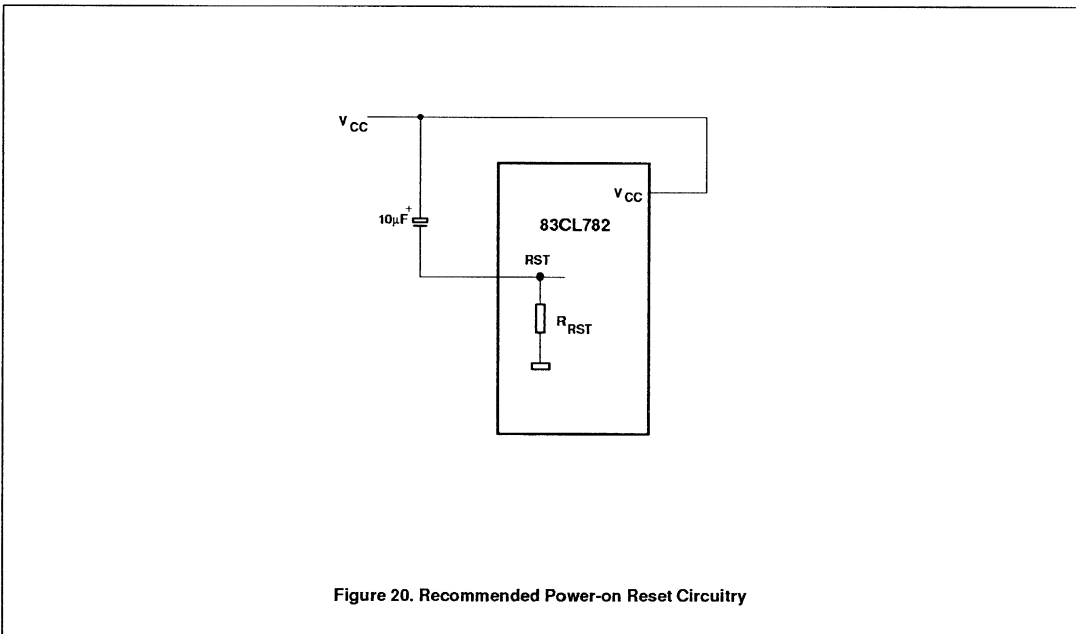 VCC
VCC
83CL782
10μF
+
RST
RRST
Figure 20. Recommended Power-on Reset Circuitry